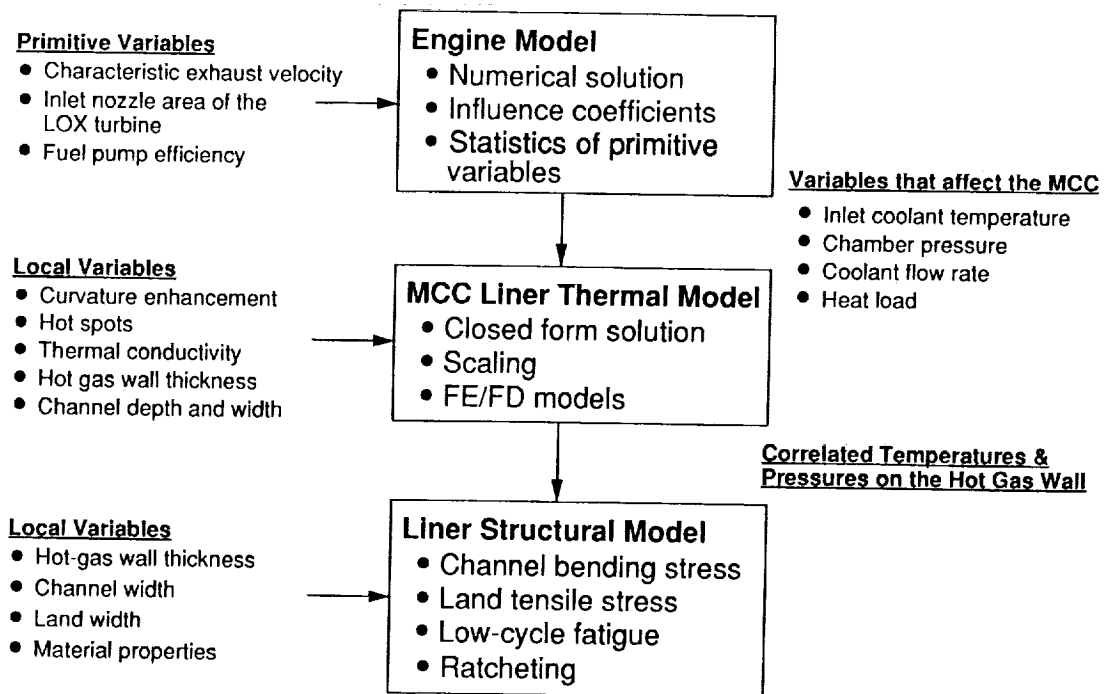 Primitive Variables
• Characteristic exhaust velocity
• Inlet nozzle area of the
LOX turbine
• Fuel pump efficiency
Engine Model
• Numerical solution
• Influence coefficients
• Statistics of primitive
variables
Variables that affect the MCC
• Inlet coolant temperature
• Chamber pressure
• Coolant flow rate
• Heat load
Local Variables
• Curvature enhancement
• Hot spots
• Thermal conductivity
• Hot gas wall thickness
• Channel depth and width
MCC Liner Thermal Model
• Closed form solution
• Scaling
• FE/FD models
Correlated Temperatures &
Pressures on the Hot Gas Wall
Local Variables
• Hot-gas wall thickness
• Channel width
• Land width
• Material properties
Liner Structural Model
• Channel bending stress
• Land tensile stress
• Low-cycle fatigue
• Ratcheting